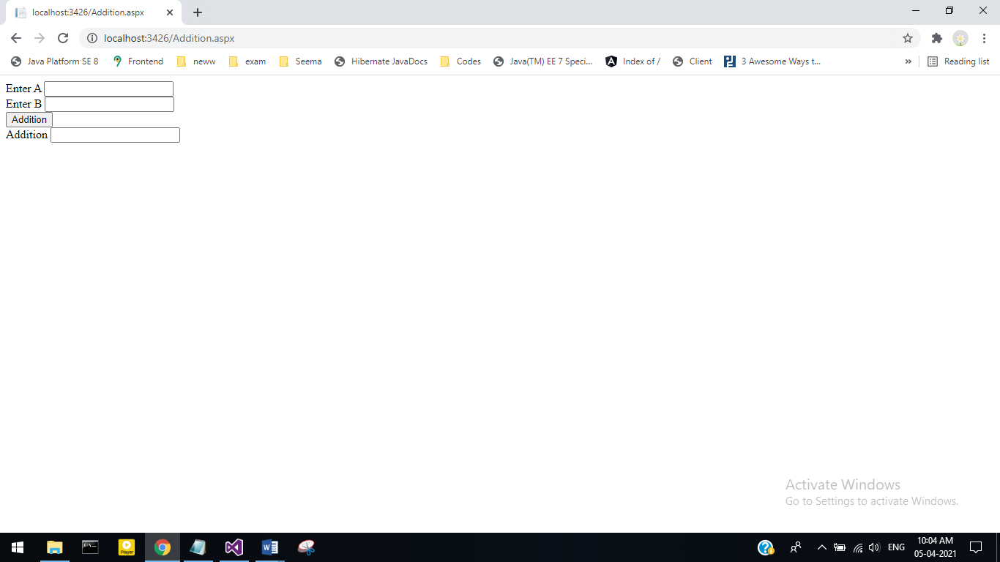 localhost:3426/Addition.aspx
localhost:3426/Addition.aspx
Java Platform SE 8 Frontend neww exam Seema Hibernate JavaDocs Codes Java(TM) EE 7 Speci... Index of / Client 3 Awesome Ways t... » Reading list
Enter A
Enter B
Addition
Addition
Activate Windows
Go to Settings to activate Windows.
Player
ENG
10:04 AM
05-04-2021